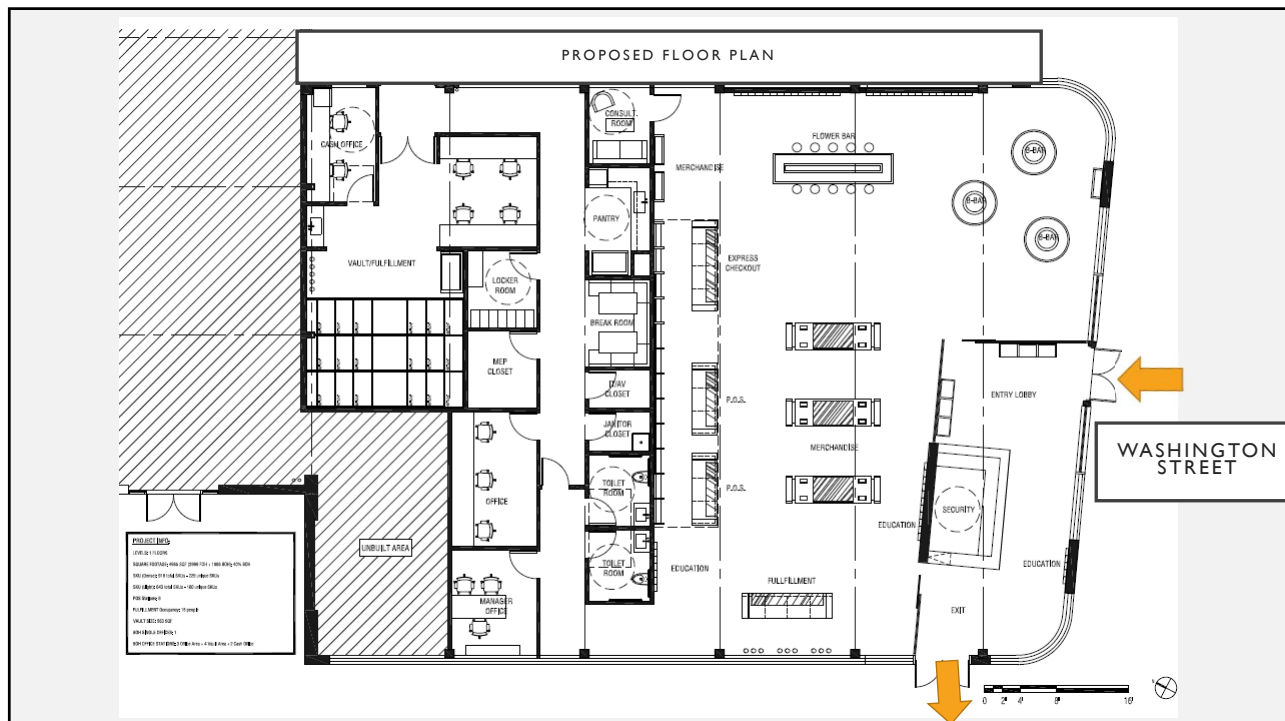 PROPOSED FLOOR PLAN
CONSULT.
ROOM
CASH OFFICE
FLOWER BAR
B-BAR
B-BAR
B-BAR
MERCHANDISE
PANTRY
EXPRESS
CHECKOUT
VAULT/FULFILLMENT
LOCKER
ROOM
BREAK ROOM
MEP
CLOSET
CLOSET
ENTRY LOBBY
P.O.S.
JANITOR
CLOSET
MERCHANDISE
WASHINGTON
STREET
P.O.S.
TOILET
ROOM
OFFICE
SECURITY
EDUCATION
UNBUILT AREA
PROJECT INFO:
TOILET
ROOM
EDUCATION
EDUCATION
FULLFILLMENT
MANAGER
OFFICE
EXIT
0 2' 4' 8' 16'